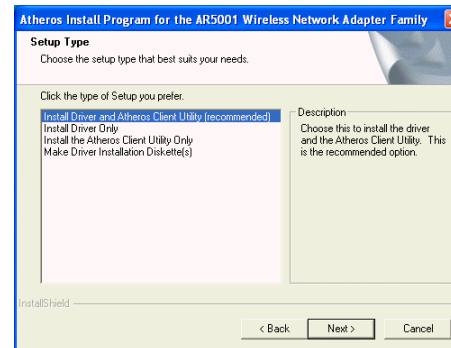 Atheros Install Program for the AR5001 Wireless Network Adapter Family
Setup Type
Choose the setup type that best suits your needs.
Click the type of Setup you prefer.
Install Driver and Atheros Client Utility (recommended)
Install Driver Only
Install the Atheros Client Utility Only
Make Driver Installation Diskette(s)
Description
Choose this to install the driver
and the Atheros Client Utility. This
is the recommended option.
InstallShield
< Back
Next >
Cancel